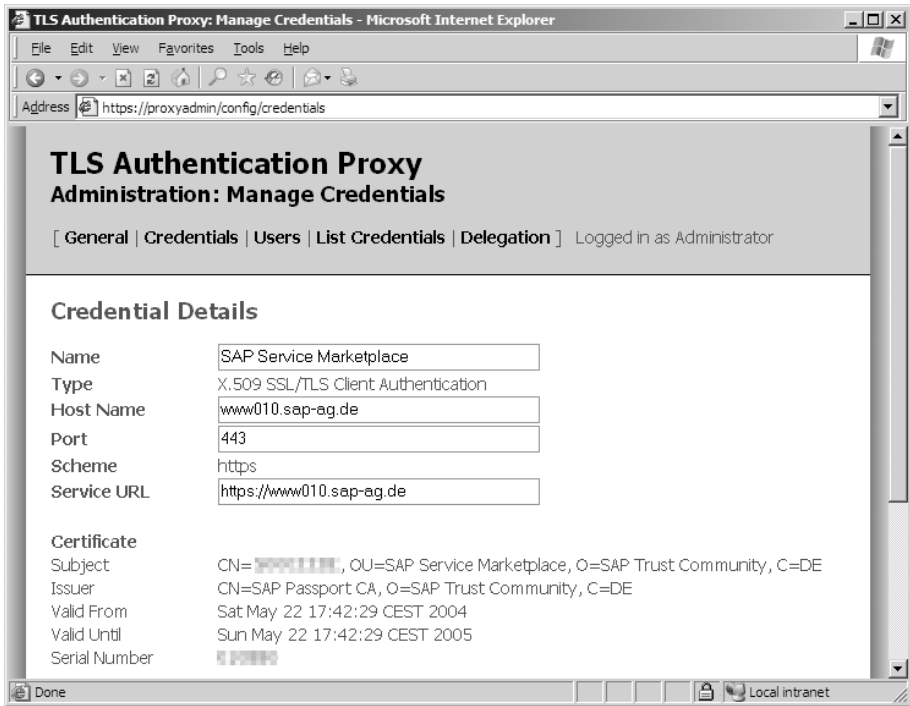 TLS Authentication Proxy: Manage Credentials - Microsoft Internet Explorer
File Edit View Favorites Tools Help
Address https://proxyadmin/config/credentials
TLS Authentication Proxy
Administration: Manage Credentials
[ General | Credentials | Users | List Credentials | Delegation ] Logged in as Administrator
Credential Details
Name SAP Service Marketplace
Type X.509 SSL/TLS Client Authentication
Host Name www010.sap-ag.de
Port 443
Scheme https
Service URL https://www010.sap-ag.de
Certificate
Subject CN= , OU=SAP Service Marketplace, O=SAP Trust Community, C=DE
Issuer CN=SAP Passport CA, O=SAP Trust Community, C=DE
Valid From Sat May 22 17:42:29 CEST 2004
Valid Until Sun May 22 17:42:29 CEST 2005
Serial Number
Done Local intranet